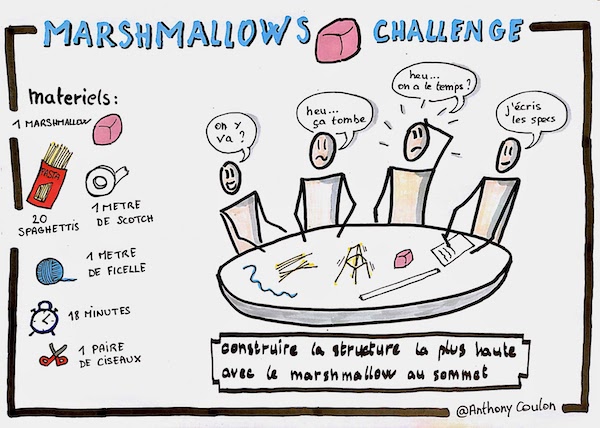 MARSHMALLOWS CHALLENGE
materiels:
1 MARSHMALLOW
PASTA
20
SPAGHETTIS
1 METRE
DE SCOTCH
1 METRE
DE FICELLE
18 MINUTES
1 PAIRE
DE CISEAUX
on y
va ?
heu...
ça tombe
heu...
on a le temps ?
j'écris
les specs
construire la structure la plus haute
avec le marshmallow au sommet
@Anthony Coulon